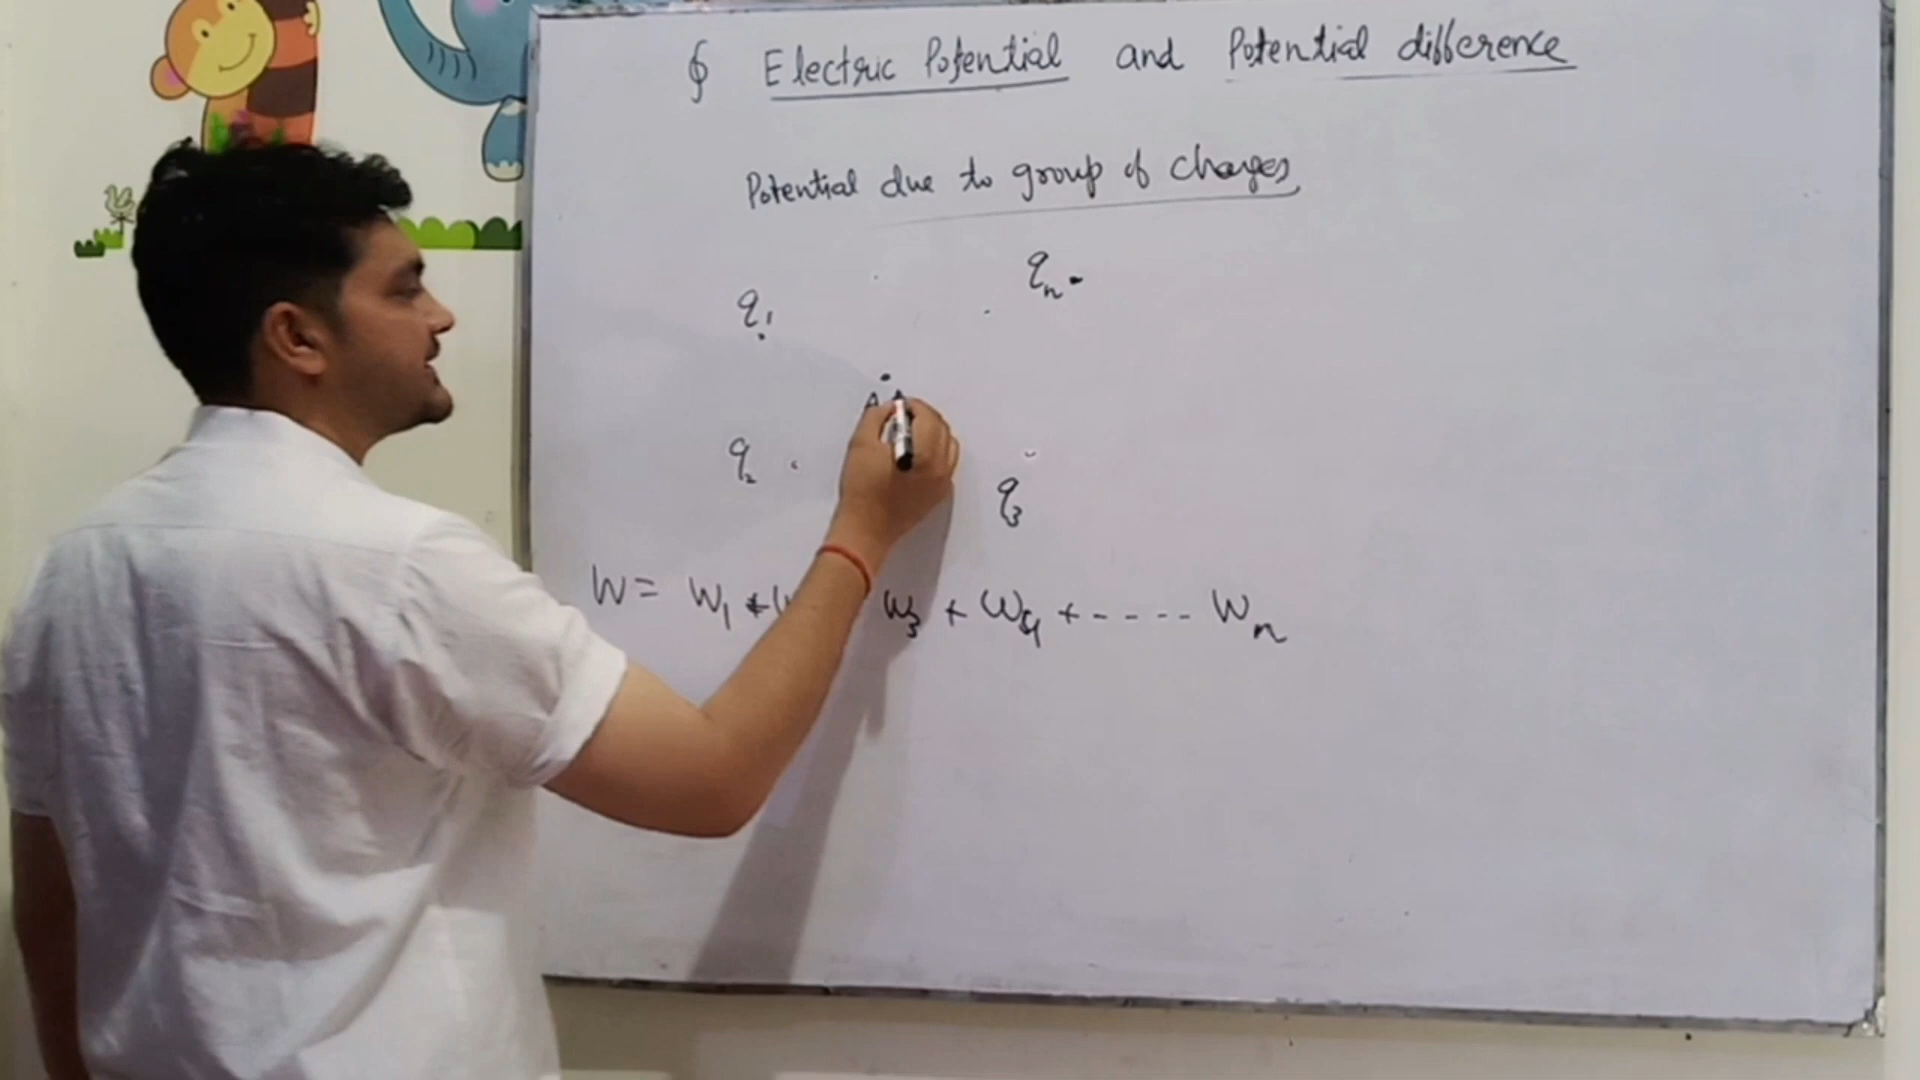 ∮ Electric Potential and Potential difference
Potential due to group of charges
q₁
qₙ
q₂
q₃
W = W₁ + W₃ + W₄ + - - - - Wₙ